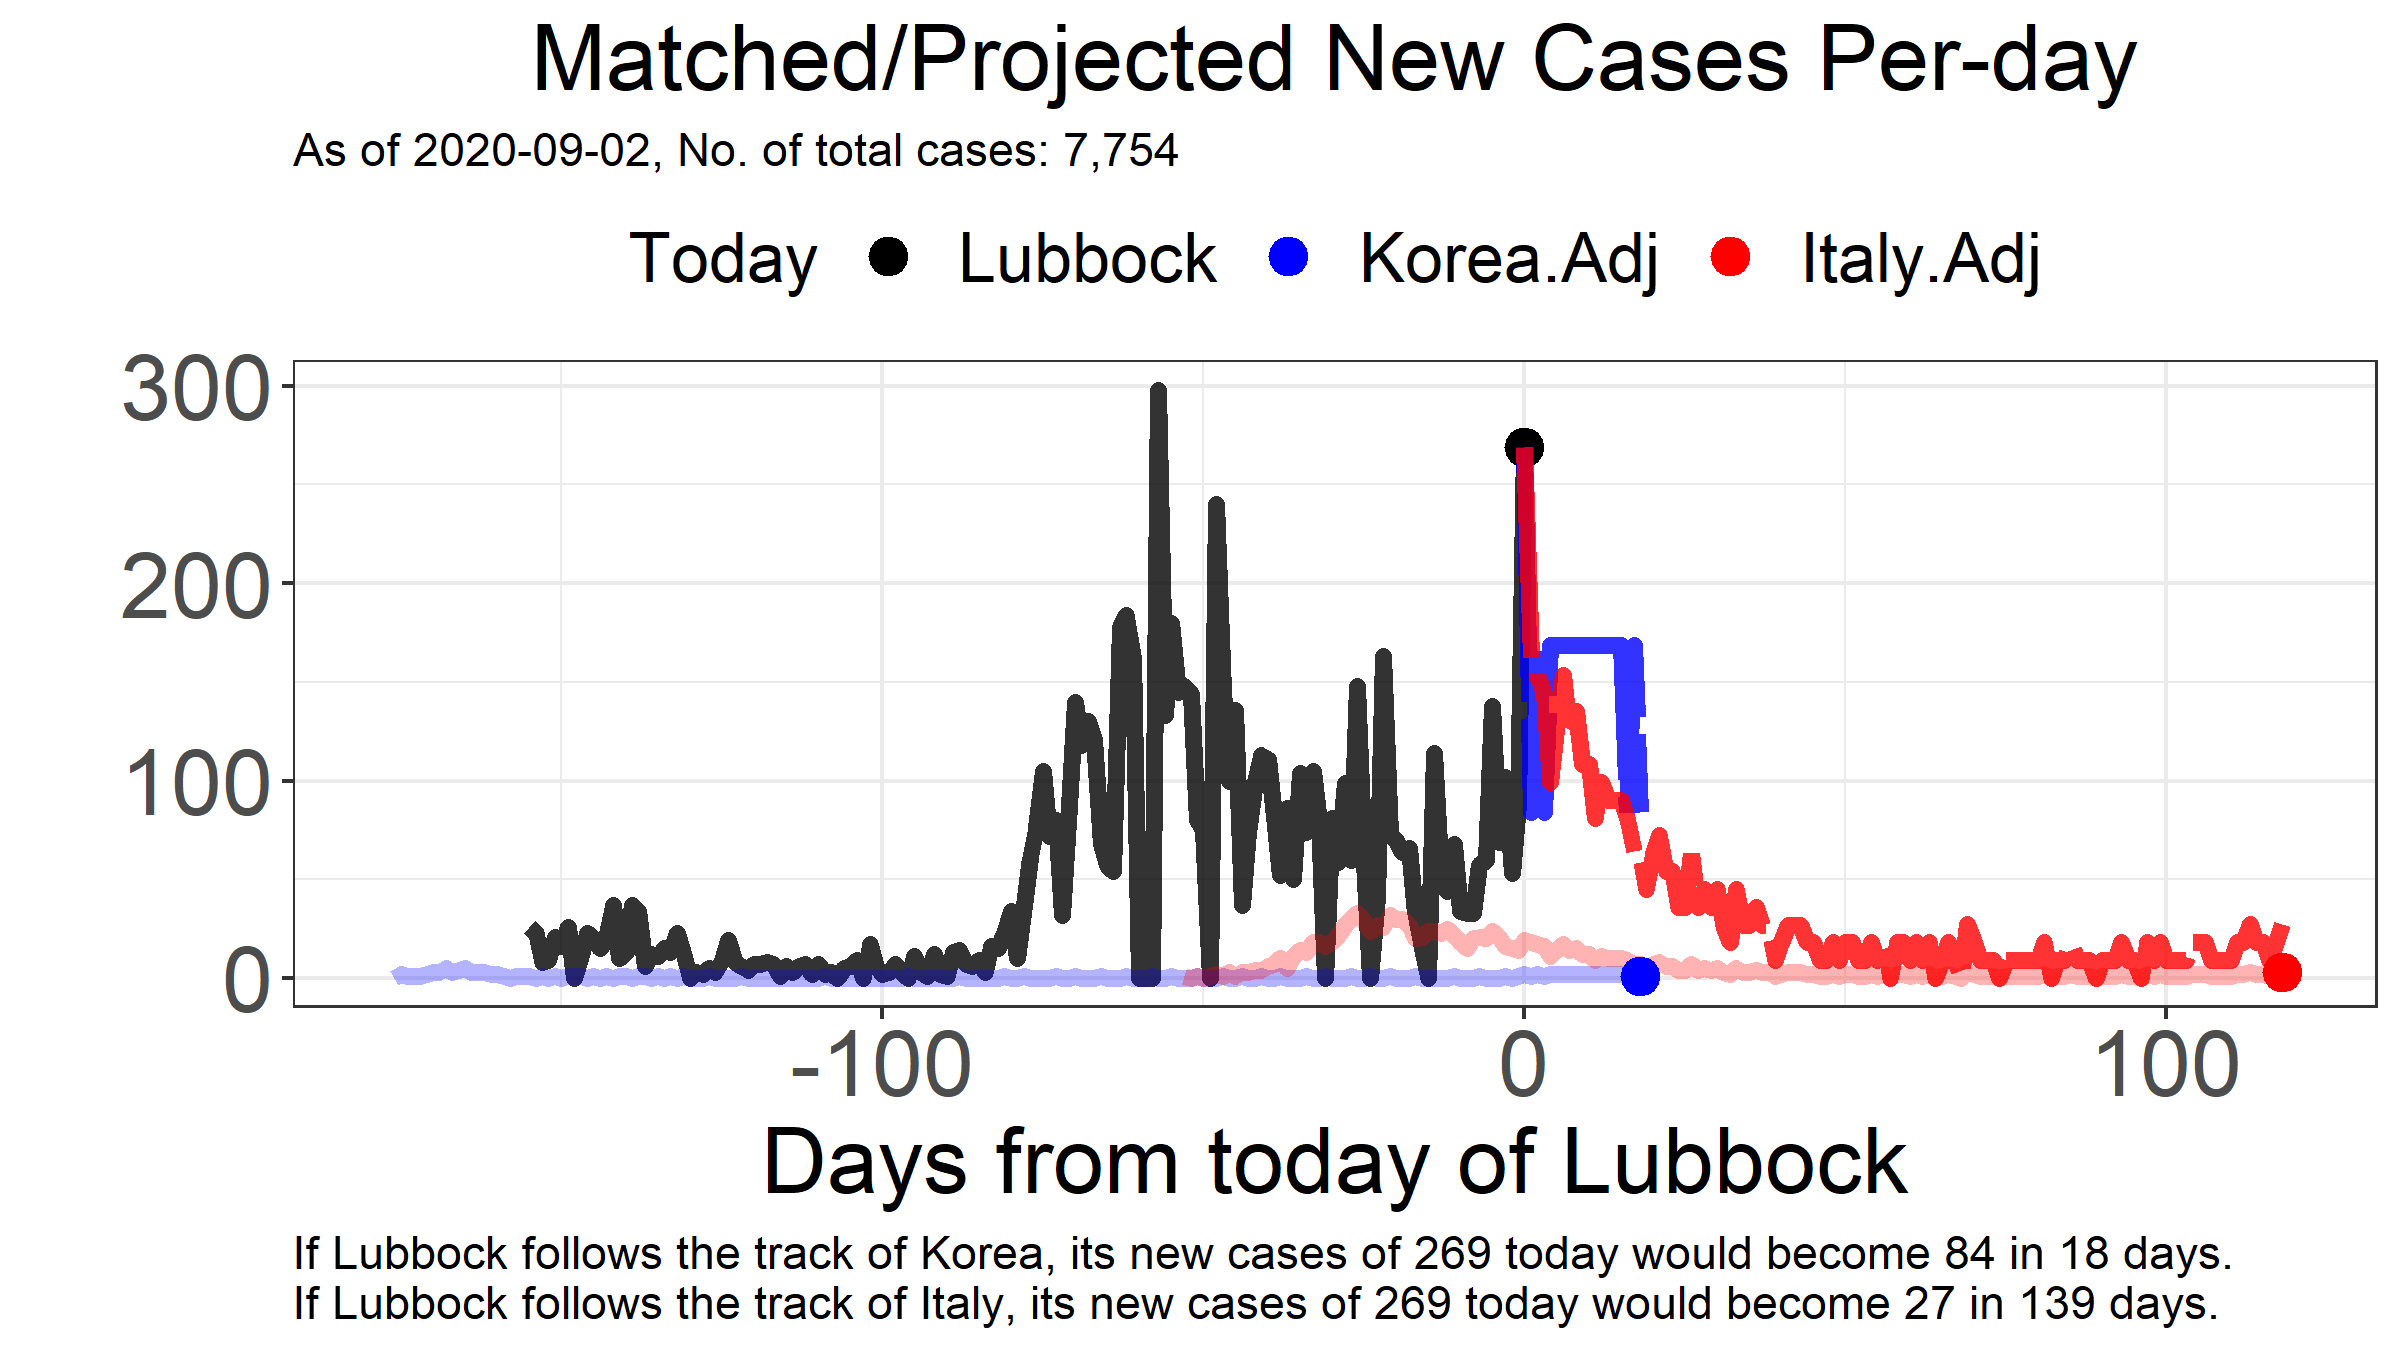 Matched/Projected New Cases Per-day
As of 2020-09-02, No. of total cases: 7,754
Today Lubbock Korea.Adj Italy.Adj
300
200
100
0
-100 0 100
Days from today of Lubbock
If Lubbock follows the track of Korea, its new cases of 269 today would become 84 in 18 days.
If Lubbock follows the track of Italy, its new cases of 269 today would become 27 in 139 days.